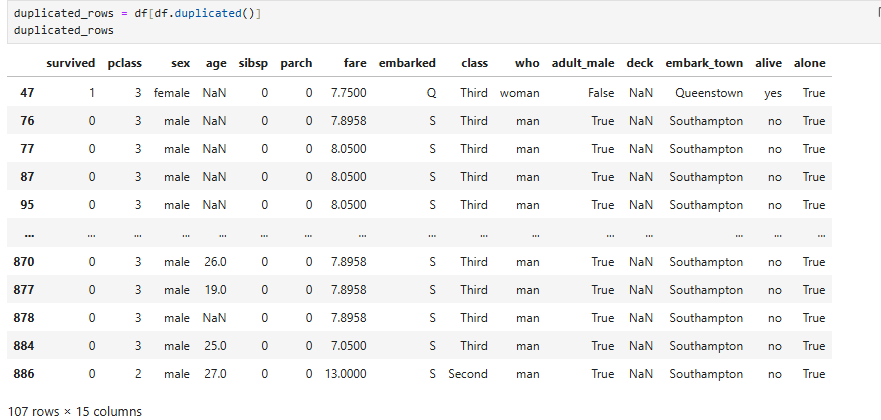 duplicated_rows = df[df.duplicated()]
duplicated_rows
survived pclass sex age sibsp parch fare embarked class who adult_male deck embark_town alive alone
47 1 3 female NaN 0 0 7.7500 Q Third woman False NaN Queenstown yes True
76 0 3 male NaN 0 0 7.8958 S Third man True NaN Southampton no True
77 0 3 male NaN 0 0 8.0500 S Third man True NaN Southampton no True
87 0 3 male NaN 0 0 8.0500 S Third man True NaN Southampton no True
95 0 3 male NaN 0 0 8.0500 S Third man True NaN Southampton no True
... ... ... ... ... ... ... ... ... ... ... ... ... ... ... ...
870 0 3 male 26.0 0 0 7.8958 S Third man True NaN Southampton no True
877 0 3 male 19.0 0 0 7.8958 S Third man True NaN Southampton no True
878 0 3 male NaN 0 0 7.8958 S Third man True NaN Southampton no True
884 0 3 male 25.0 0 0 7.0500 S Third man True NaN Southampton no True
886 0 2 male 27.0 0 0 13.0000 S Second man True NaN Southampton no True
107 rows × 15 columns